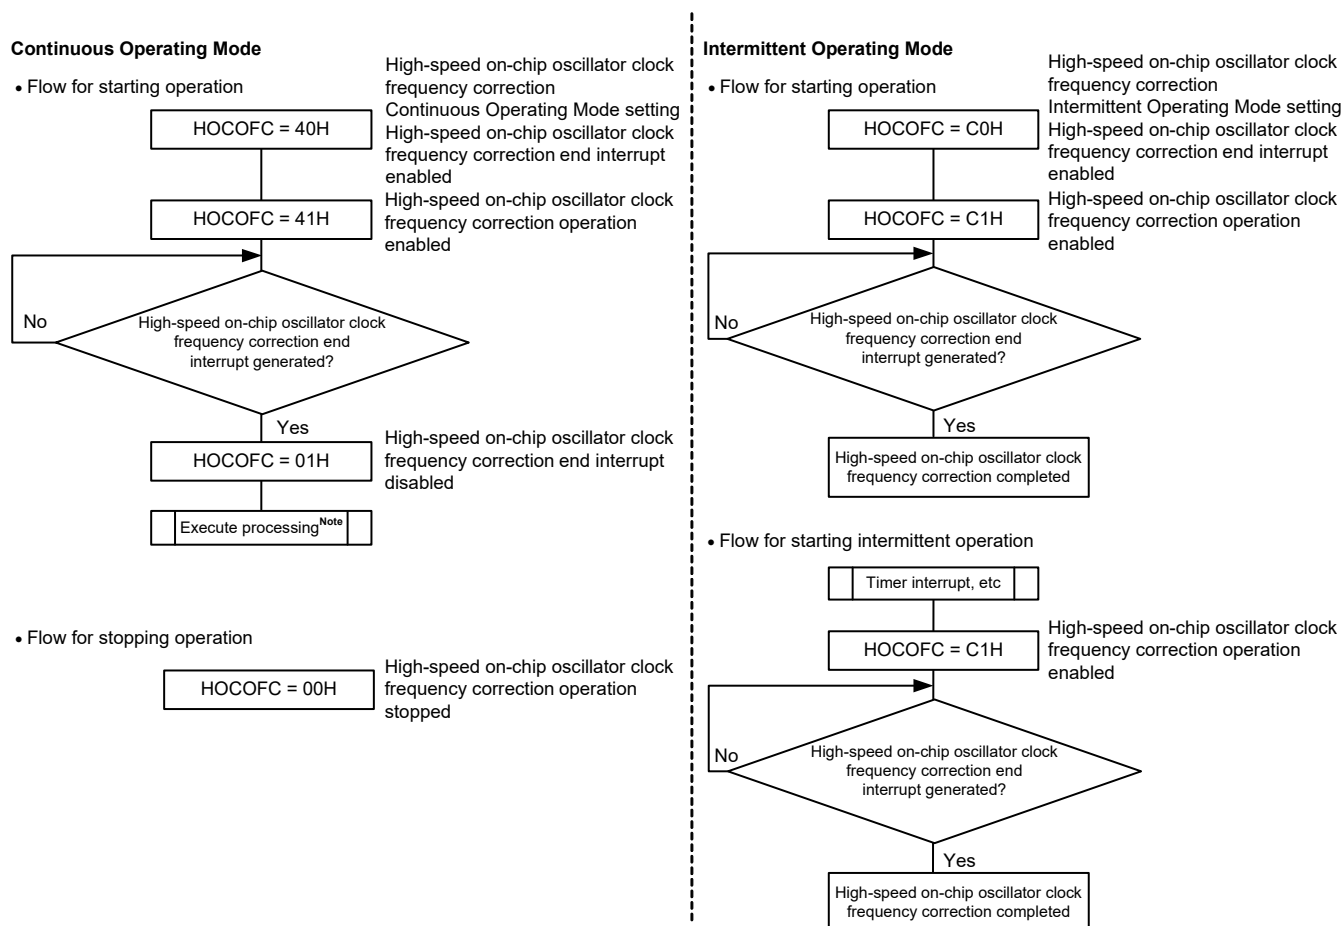 Continuous Operating Mode
• Flow for starting operation
HOCOFC = 40H
High-speed on-chip oscillator clock
frequency correction
Continuous Operating Mode setting
High-speed on-chip oscillator clock
frequency correction end interrupt
enabled
HOCOFC = 41H
High-speed on-chip oscillator clock
frequency correction operation
enabled
No
High-speed on-chip oscillator clock
frequency correction end
interrupt generated?
Yes
HOCOFC = 01H
High-speed on-chip oscillator clock
frequency correction end interrupt
disabled
Execute processingNote
• Flow for stopping operation
HOCOFC = 00H
High-speed on-chip oscillator clock
frequency correction operation
stopped
Intermittent Operating Mode
• Flow for starting operation
HOCOFC = C0H
High-speed on-chip oscillator clock
frequency correction
Intermittent Operating Mode setting
High-speed on-chip oscillator clock
frequency correction end interrupt
enabled
HOCOFC = C1H
High-speed on-chip oscillator clock
frequency correction operation
enabled
No
High-speed on-chip oscillator clock
frequency correction end
interrupt generated?
Yes
High-speed on-chip oscillator clock
frequency correction completed
• Flow for starting intermittent operation
Timer interrupt, etc
HOCOFC = C1H
High-speed on-chip oscillator clock
frequency correction operation
enabled
No
High-speed on-chip oscillator clock
frequency correction end
interrupt generated?
Yes
High-speed on-chip oscillator clock
frequency correction completed